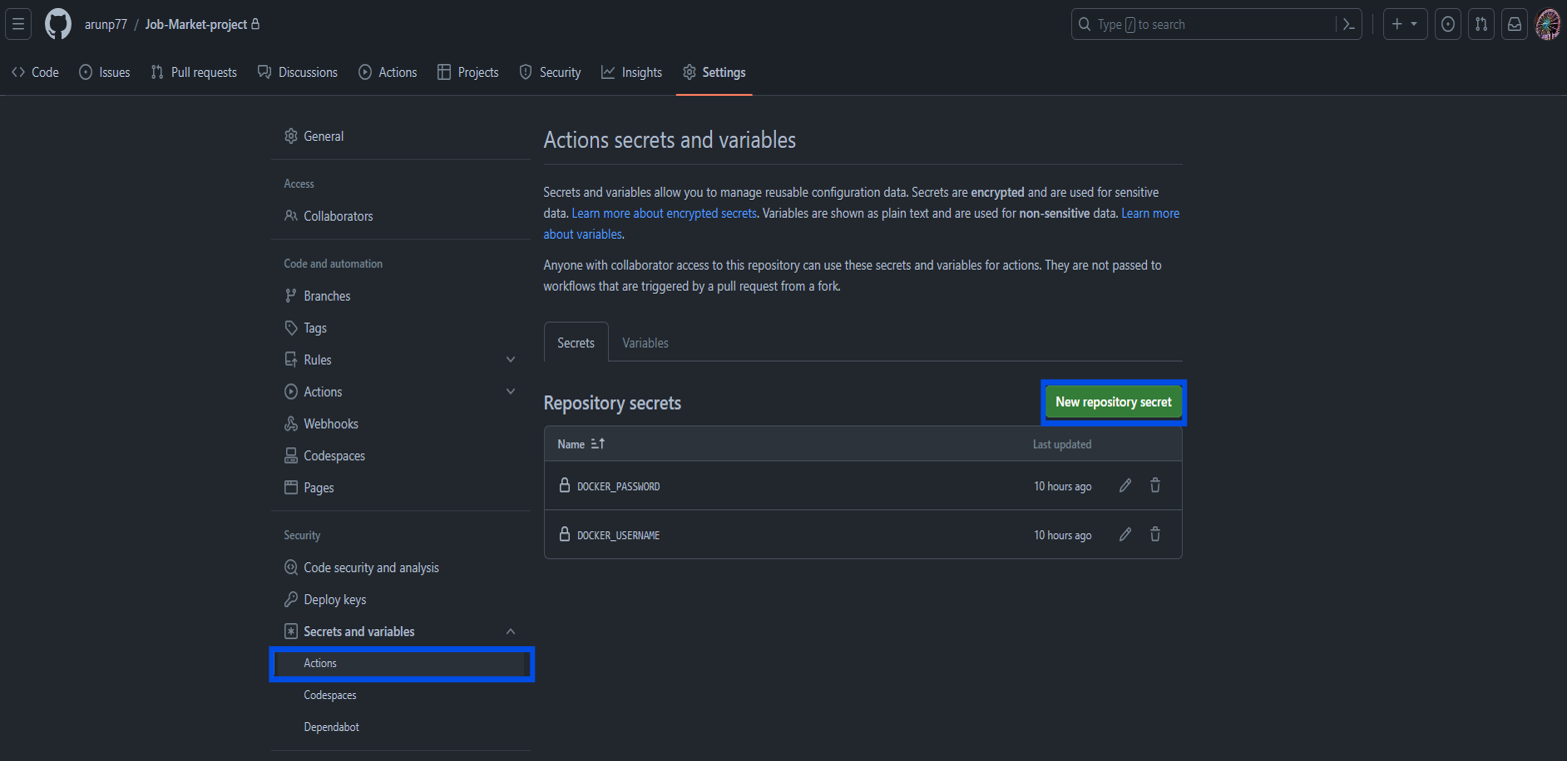 arunp77 / Job-Market-project
Type / to search
Code Issues Pull requests Discussions Actions Projects Security Insights Settings
General
Access
Collaborators
Code and automation
Branches
Tags
Rules
Actions
Webhooks
Codespaces
Pages
Security
Code security and analysis
Deploy keys
Secrets and variables
Actions
Codespaces
Dependabot
Actions secrets and variables
Secrets and variables allow you to manage reusable configuration data. Secrets are encrypted and are used for sensitive
data. Learn more about encrypted secrets. Variables are shown as plain text and are used for non-sensitive data. Learn more
about variables.
Anyone with collaborator access to this repository can use these secrets and variables for actions. They are not passed to
workflows that are triggered by a pull request from a fork.
Secrets Variables
Repository secrets New repository secret
Name Last updated
DOCKER_PASSWORD 10 hours ago
DOCKER_USERNAME 10 hours ago